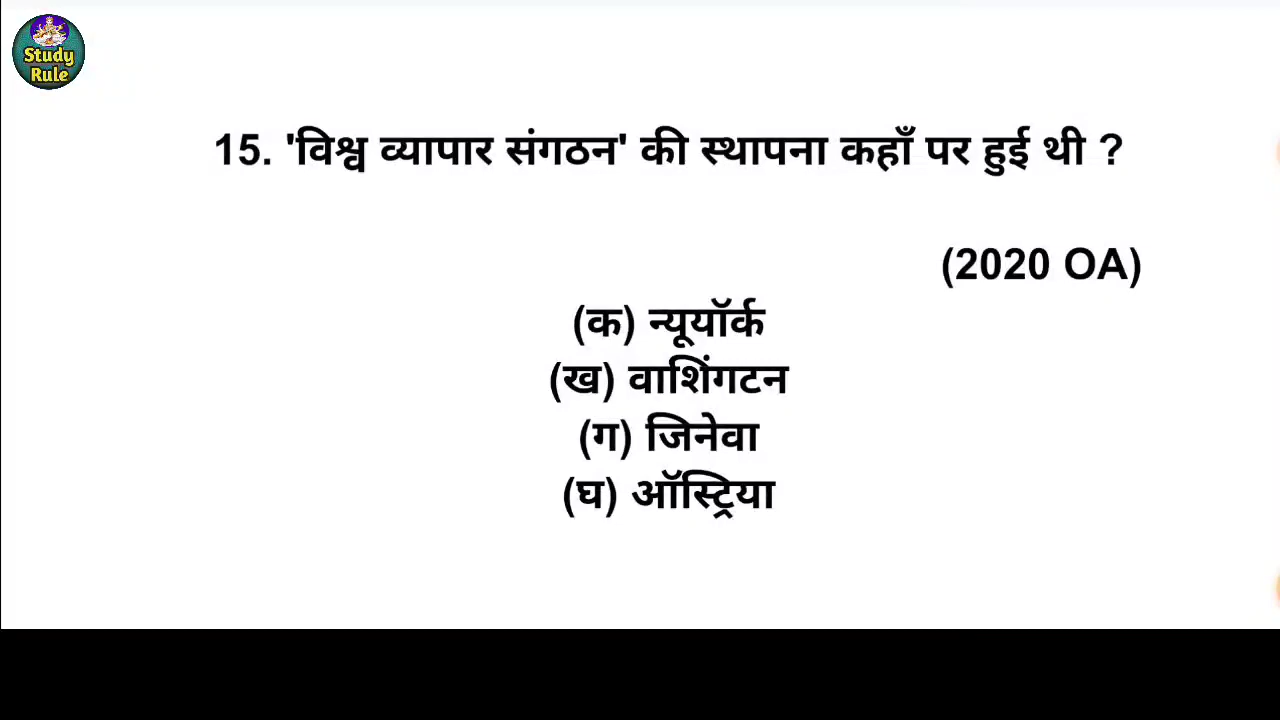 Study
Rule
15. 'विश्व व्यापार संगठन' की स्थापना कहाँ पर हुई थी ?
(2020 OA)
(क) न्यूयॉर्क
(ख) वाशिंगटन
(ग) जिनेवा
(घ) ऑस्ट्रिया